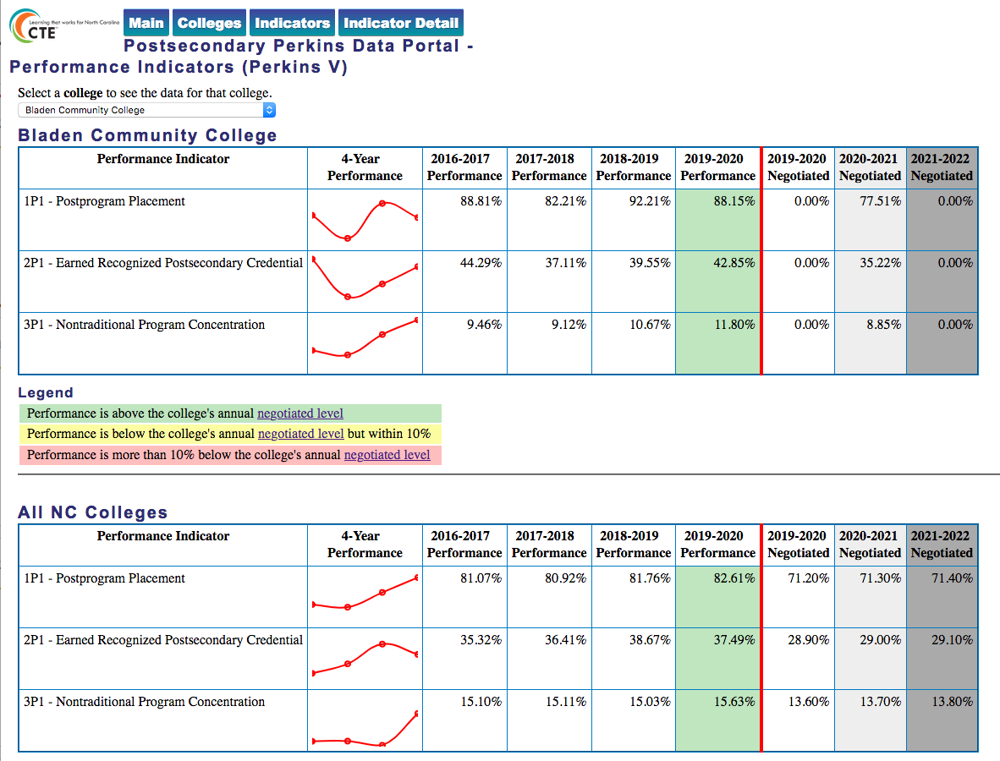 Learning that works for North Carolina
CTE
Main Colleges Indicators Indicator Detail
Postsecondary Perkins Data Portal -
Performance Indicators (Perkins V)
Select a college to see the data for that college.
Bladen Community College
Bladen Community College
Performance Indicator 4-Year 2016-2017 2017-2018 2018-2019 2019-2020 2019-2020 2020-2021 2021-2022
Performance Performance Performance Performance Performance Negotiated Negotiated Negotiated
1P1 - Postprogram Placement 88.81% 82.21% 92.21% 88.15% 0.00% 77.51% 0.00%
2P1 - Earned Recognized Postsecondary Credential 44.29% 37.11% 39.55% 42.85% 0.00% 35.22% 0.00%
3P1 - Nontraditional Program Concentration 9.46% 9.12% 10.67% 11.80% 0.00% 8.85% 0.00%
Legend
Performance is above the college's annual negotiated level
Performance is below the college's annual negotiated level but within 10%
Performance is more than 10% below the college's annual negotiated level
All NC Colleges
Performance Indicator 4-Year 2016-2017 2017-2018 2018-2019 2019-2020 2019-2020 2020-2021 2021-2022
Performance Performance Performance Performance Performance Negotiated Negotiated Negotiated
1P1 - Postprogram Placement 81.07% 80.92% 81.76% 82.61% 71.20% 71.30% 71.40%
2P1 - Earned Recognized Postsecondary Credential 35.32% 36.41% 38.67% 37.49% 28.90% 29.00% 29.10%
3P1 - Nontraditional Program Concentration 15.10% 15.11% 15.03% 15.63% 13.60% 13.70% 13.80%